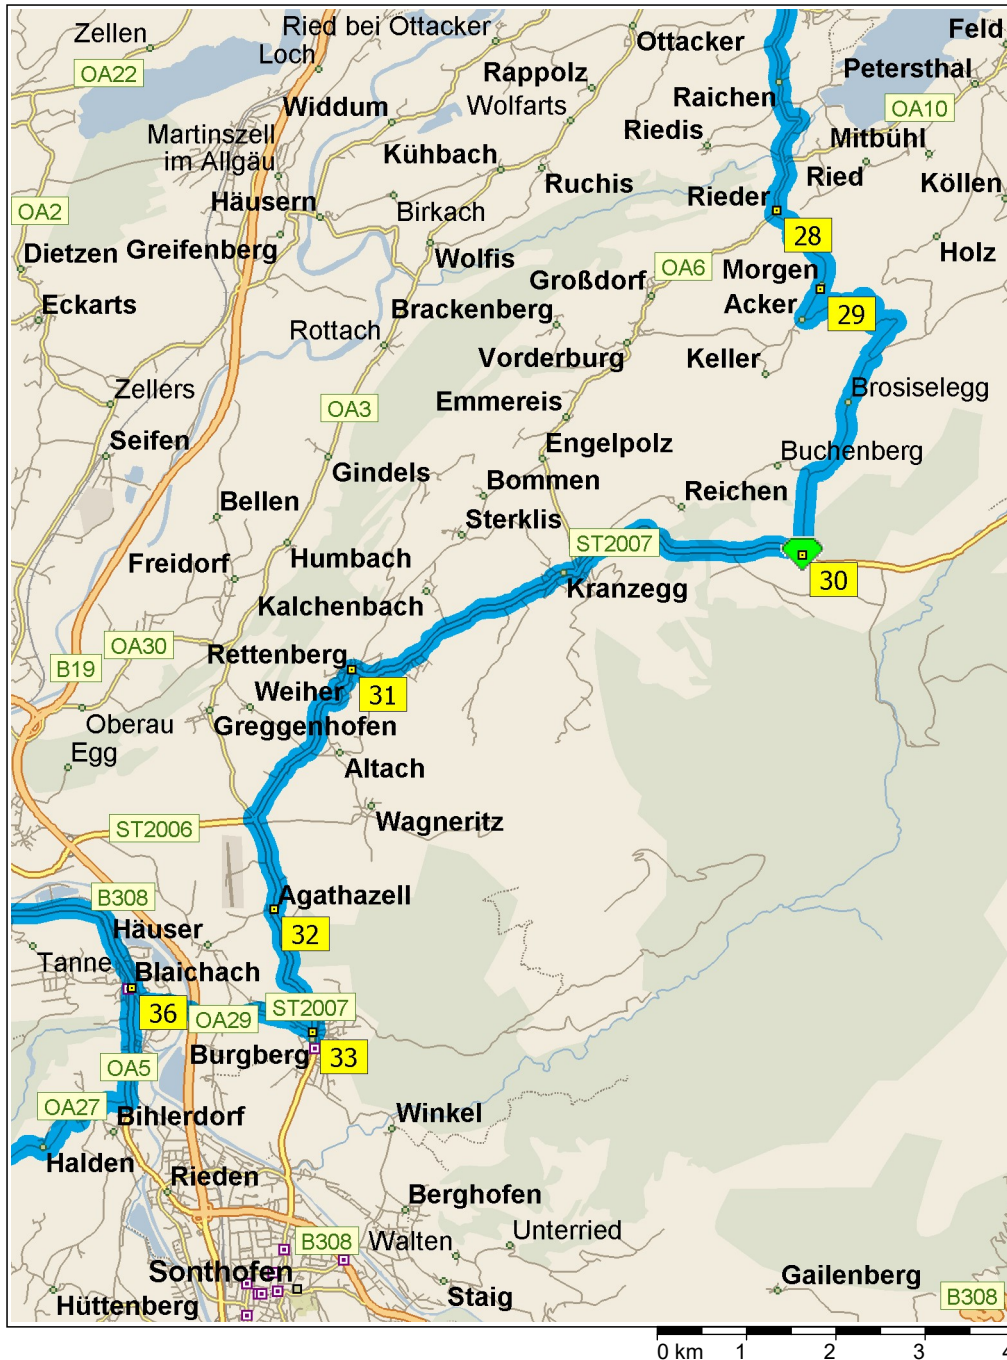 Zellen
Ried bei Ottacker
Ottacker
Feld
Loch
OA22
Rappolz
Petersthal
Widdum
Wolfarts
Raichen
OA10
Martinszell
im Allgäu
Riedis
Mitbühl
Kühbach
Ried
Ruchis
Rieder
Köllen
OA2
Häusern
Birkach
28
Dietzen
Greifenberg
Wolfis
Holz
OA6
Morgen
Großdorf
Eckarts
Brackenberg
Acker
29
Rottach
Vorderburg
Keller
Zellers
OA3
Emmereis
Brosiselegg
Seifen
Engelpolz
Buchenberg
Gindels
Bommen
Reichen
Bellen
Sterklis
ST2007
Freidorf
Humbach
Kranzegg
30
Kalchenbach
OA30
Rettenberg
B19
Weiher
31
Oberau
Greggenhofen
Egg
Altach
ST2006
Wagneritz
B308
Agathazell
Häuser
32
Tanne
Blaichach
36
OA29
ST2007
Burgberg
33
OA5
OA27
Bihlerdorf
Winkel
Halden
Rieden
Berghofen
B308
Walten
Unterried
Sonthofen
Gailenberg
Hüttenberg
Staig
B308
0 km 1 2 3 4